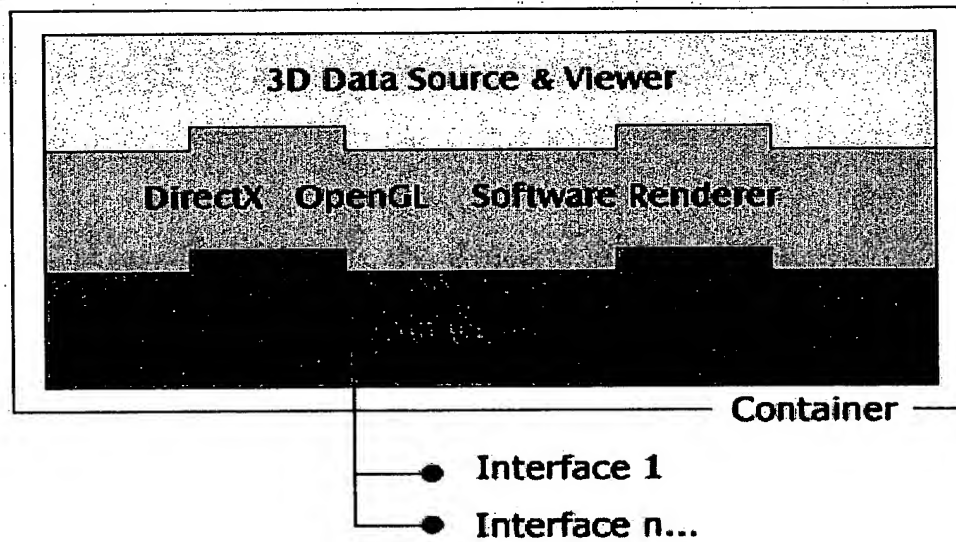 3D Data Source & Viewer
DirectX OpenGL Software Renderer
Container
Interface 1
Interface n...